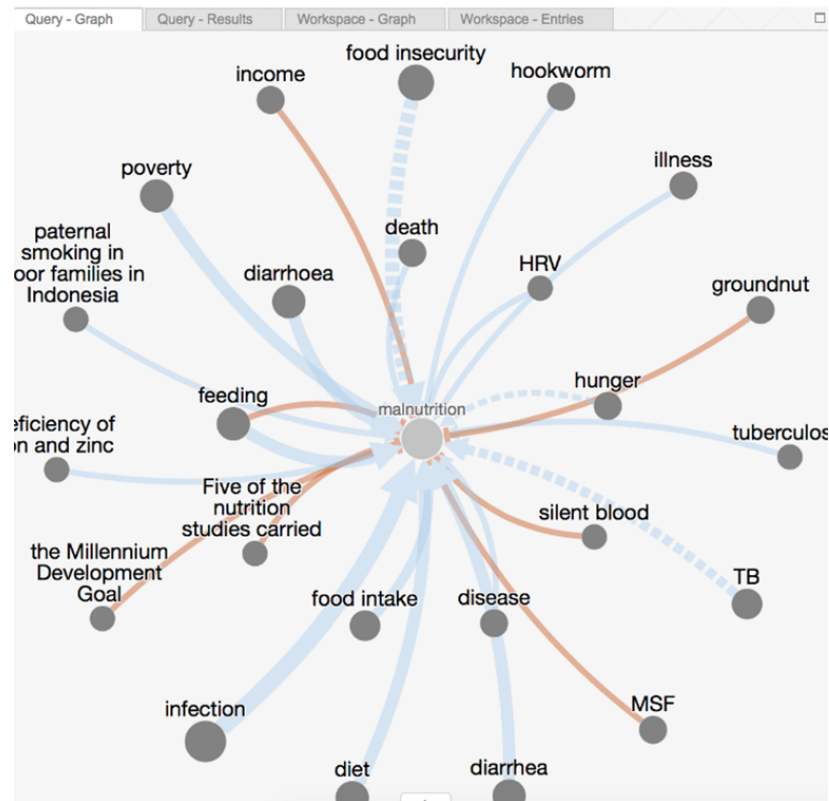 Query - Graph
Query - Results
Workspace - Graph
Workspace - Entries
food insecurity
income
hookworm
illness
poverty
death
paternal
smoking in
oor families in
Indonesia
diarrhoea
HRV
groundnut
hunger
feeding
malnutrition
eficiency of
on and zinc
tuberculos
Five of the
nutrition
studies carried
silent blood
the Millennium
Development
Goal
food intake
disease
TB
infection
MSF
diet
diarrhea